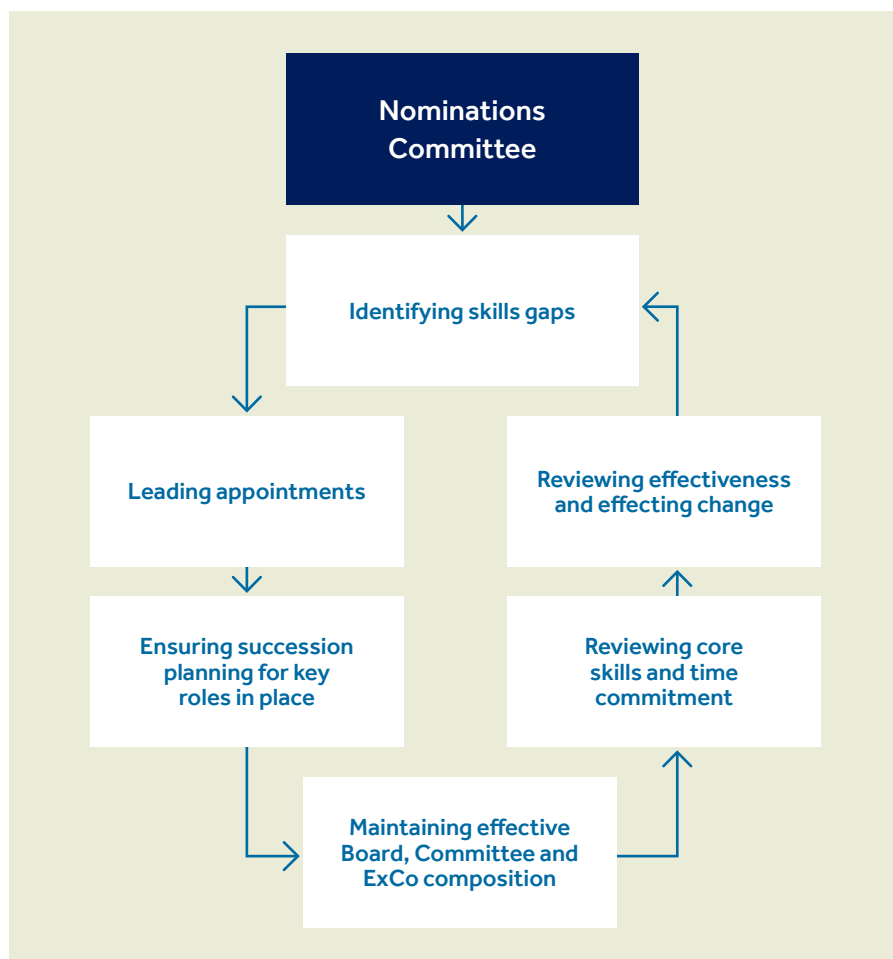 Nominations
Committee
Identifying skills gaps
Leading appointments
Ensuring succession
planning for key
roles in place
Maintaining effective
Board, Committee and
ExCo composition
Reviewing core
skills and time
commitment
Reviewing effectiveness
and effecting change